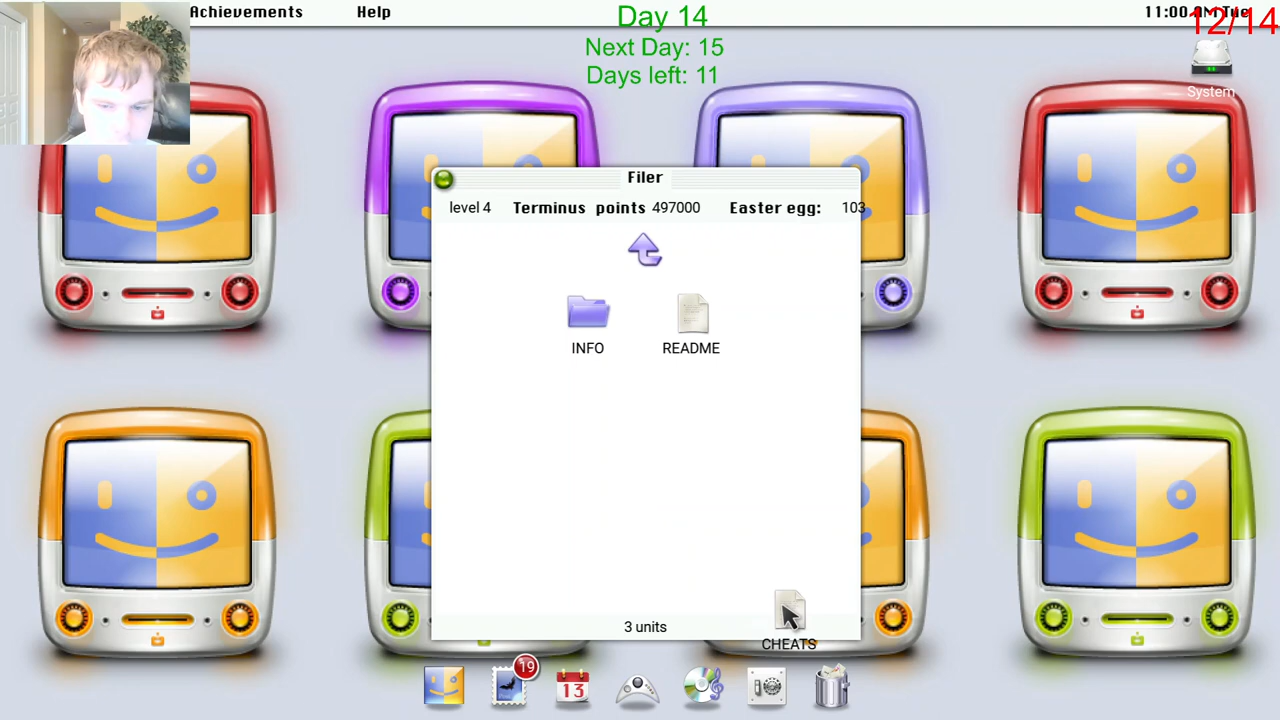 Achievements Help
Day 14
Next Day: 15
Days left: 11
11:00 AM Tue
12/14
System
Filer
level 4 Terminus points 497000 Easter egg: 103
INFO
README
CHEATS
3 units
19
13